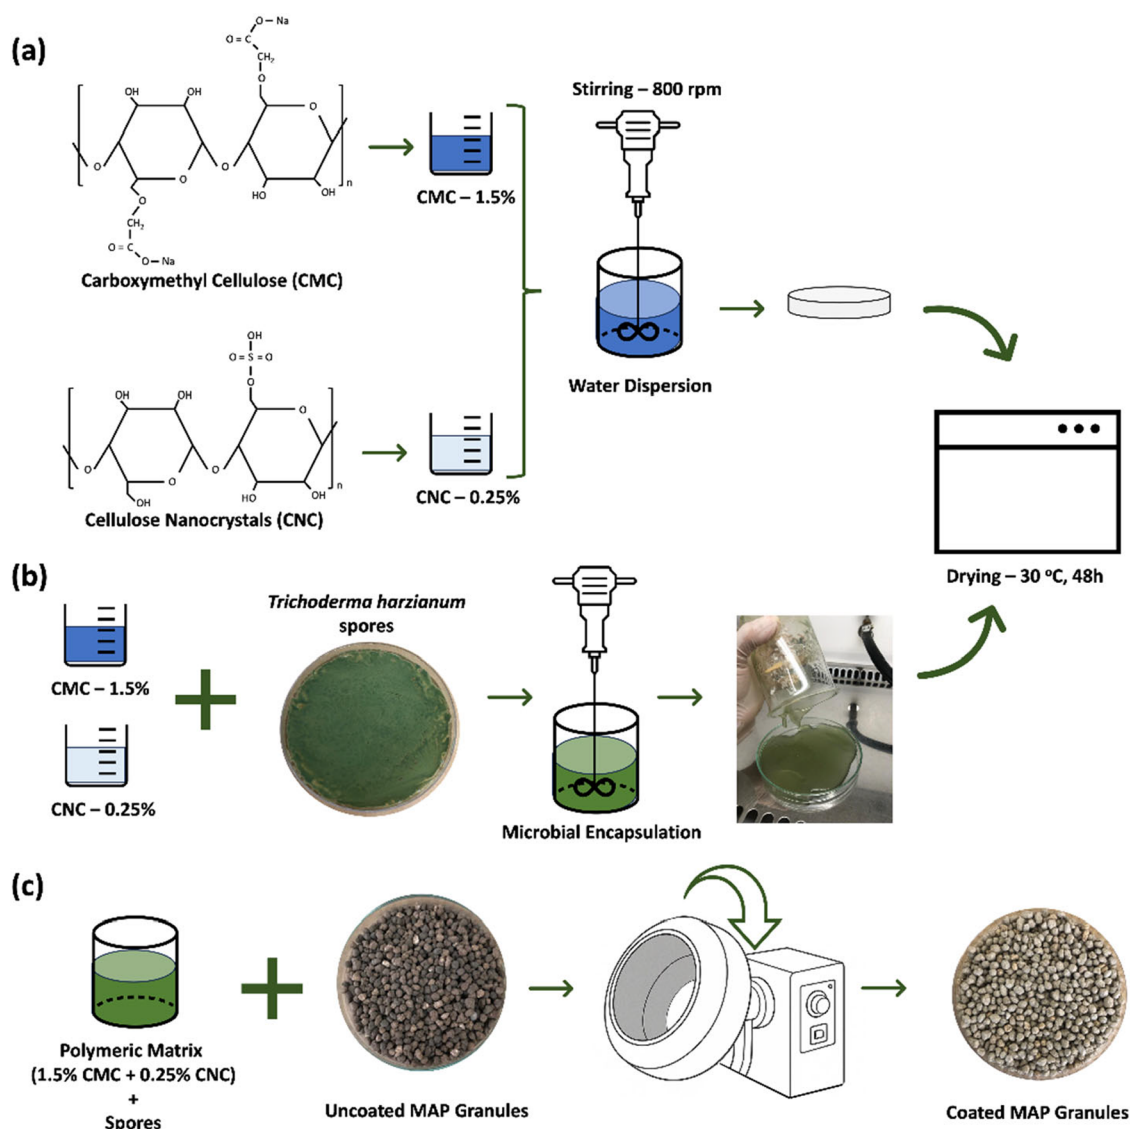 (a)
O – Na
O = C
CH₂
O
OH
OH
O
O
O
O
n
O
HO
OH
CH₂
O = C
O – Na
Carboxymethyl Cellulose (CMC)
CMC – 1.5%
Stirring – 800 rpm
Water Dispersion
OH
O = S = O
O
OH
OH
O
O
O
O
n
OH
HO
OH
Cellulose Nanocrystals (CNC)
CNC – 0.25%
Drying – 30 °C, 48h
(b)
CMC – 1.5%
CNC – 0.25%
Trichoderma harzianum
spores
Microbial Encapsulation
(c)
Polymeric Matrix
(1.5% CMC + 0.25% CNC)
+
Spores
Uncoated MAP Granules
Coated MAP Granules